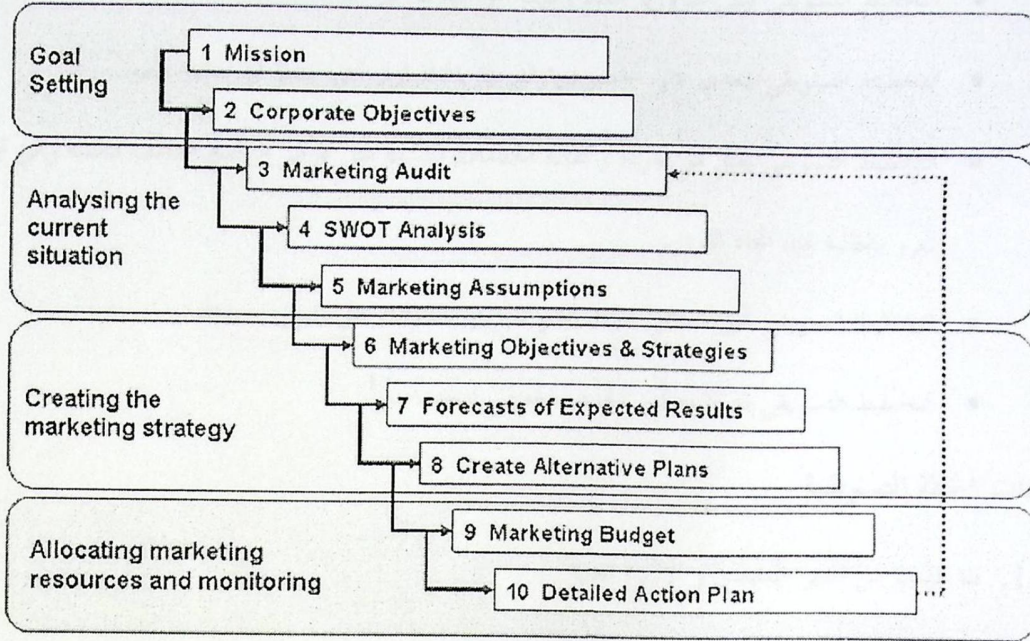 Goal
Setting
1 Mission
2 Corporate Objectives
Analysing the
current
situation
3 Marketing Audit
4 SWOT Analysis
5 Marketing Assumptions
Creating the
marketing strategy
6 Marketing Objectives & Strategies
7 Forecasts of Expected Results
8 Create Alternative Plans
Allocating marketing
resources and monitoring
9 Marketing Budget
10 Detailed Action Plan